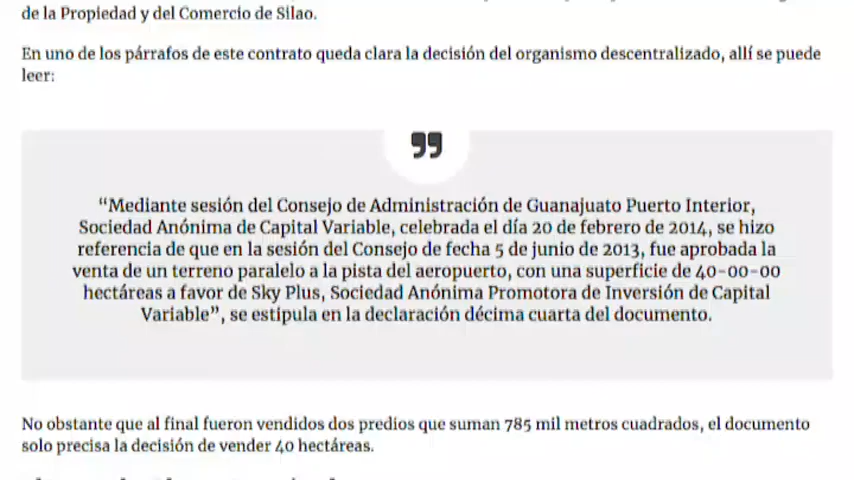 de la Propiedad y del Comercio de Silao.
En uno de los párrafos de este contrato queda clara la decisión del organismo descentralizado, allí se puede
leer:
”
“Mediante sesión del Consejo de Administración de Guanajuato Puerto Interior,
Sociedad Anónima de Capital Variable, celebrada el día 20 de febrero de 2014, se hizo
referencia de que en la sesión del Consejo de fecha 5 de junio de 2013, fue aprobada la
venta de un terreno paralelo a la pista del aeropuerto, con una superficie de 40-00-00
hectáreas a favor de Sky Plus, Sociedad Anónima Promotora de Inversión de Capital
Variable”, se estipula en la declaración décima cuarta del documento.
No obstante que al final fueron vendidos dos predios que suman 785 mil metros cuadrados, el documento
solo precisa la decisión de vender 40 hectáreas.